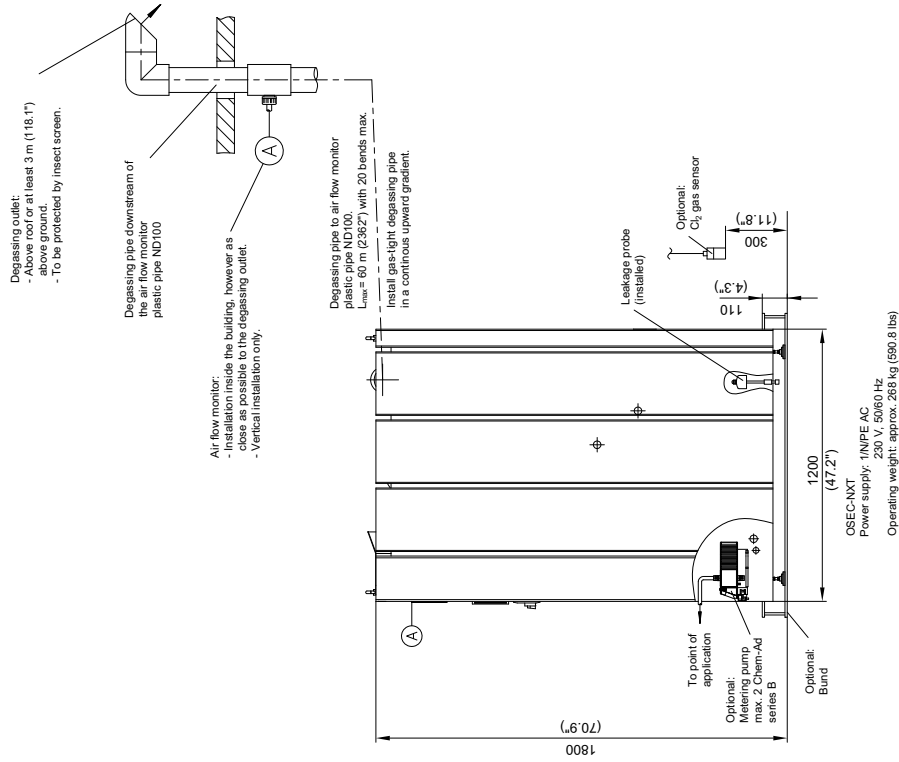 Degassing outlet:
- Above roof or at least 3 m (118.1")
above ground.
- To be protected by insect screen.
Degassing pipe downstream of
the air flow monitor
plastic pipe ND100
A
Air flow monitor:
- Installation inside the building, however as
close as possible to the degassing outlet.
- Vertical installation only.
Degassing pipe to air flow monitor
plastic pipe ND100.
Lmax = 60 m (2362") with 20 bends max.
Install gas-tight degassing pipe
in a continous upward gradient.
A
Optional:
Cl₂ gas sensor
300
(11.8")
Leakage probe
(installed)
110
(4.3")
To point of
application
Optional:
Metering pump
max. 2 Chem-Ad
series B
Optional:
Bund
1800
(70.9")
1200
(47.2")
OSEC-NXT
Power supply: 1/N/PE AC
230 V, 50/60 Hz
Operating weight: approx. 268 kg (590.8 lbs)